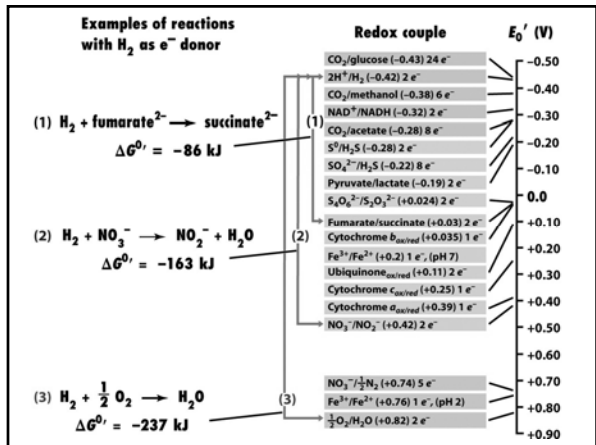 Examples of reactions
with H₂ as e⁻ donor
Redox couple
E₀′ (V)
(1) H₂ + fumarate²⁻ → succinate²⁻
ΔG⁰′ = −86 kJ
(2) H₂ + NO₃⁻ → NO₂⁻ + H₂O
ΔG⁰′ = −163 kJ
(3) H₂ + ½ O₂ → H₂O
ΔG⁰′ = −237 kJ
(1)
(2)
(3)
CO₂/glucose (−0.43) 24 e⁻
2H⁺/H₂ (−0.42) 2 e⁻
CO₂/methanol (−0.38) 6 e⁻
NAD⁺/NADH (−0.32) 2 e⁻
CO₂/acetate (−0.28) 8 e⁻
S⁰/H₂S (−0.28) 2 e⁻
SO₄²⁻/H₂S (−0.22) 8 e⁻
Pyruvate/lactate (−0.19) 2 e⁻
S₄O₆²⁻/S₂O₃²⁻ (+0.024) 2 e⁻
Fumarate/succinate (+0.03) 2 e⁻
Cytochrome b ox/red (+0.035) 1 e⁻
Fe³⁺/Fe²⁺ (+0.2) 1 e⁻, (pH 7)
Ubiquinone ox/red (+0.11) 2 e⁻
Cytochrome c ox/red (+0.25) 1 e⁻
Cytochrome a ox/red (+0.39) 1 e⁻
NO₃⁻/NO₂⁻ (+0.42) 2 e⁻
NO₃⁻/½N₂ (+0.74) 5 e⁻
Fe³⁺/Fe²⁺ (+0.76) 1 e⁻, (pH 2)
½O₂/H₂O (+0.82) 2 e⁻
−0.50
−0.40
−0.30
−0.20
−0.10
0.0
+0.10
+0.20
+0.30
+0.40
+0.50
+0.60
+0.70
+0.80
+0.90